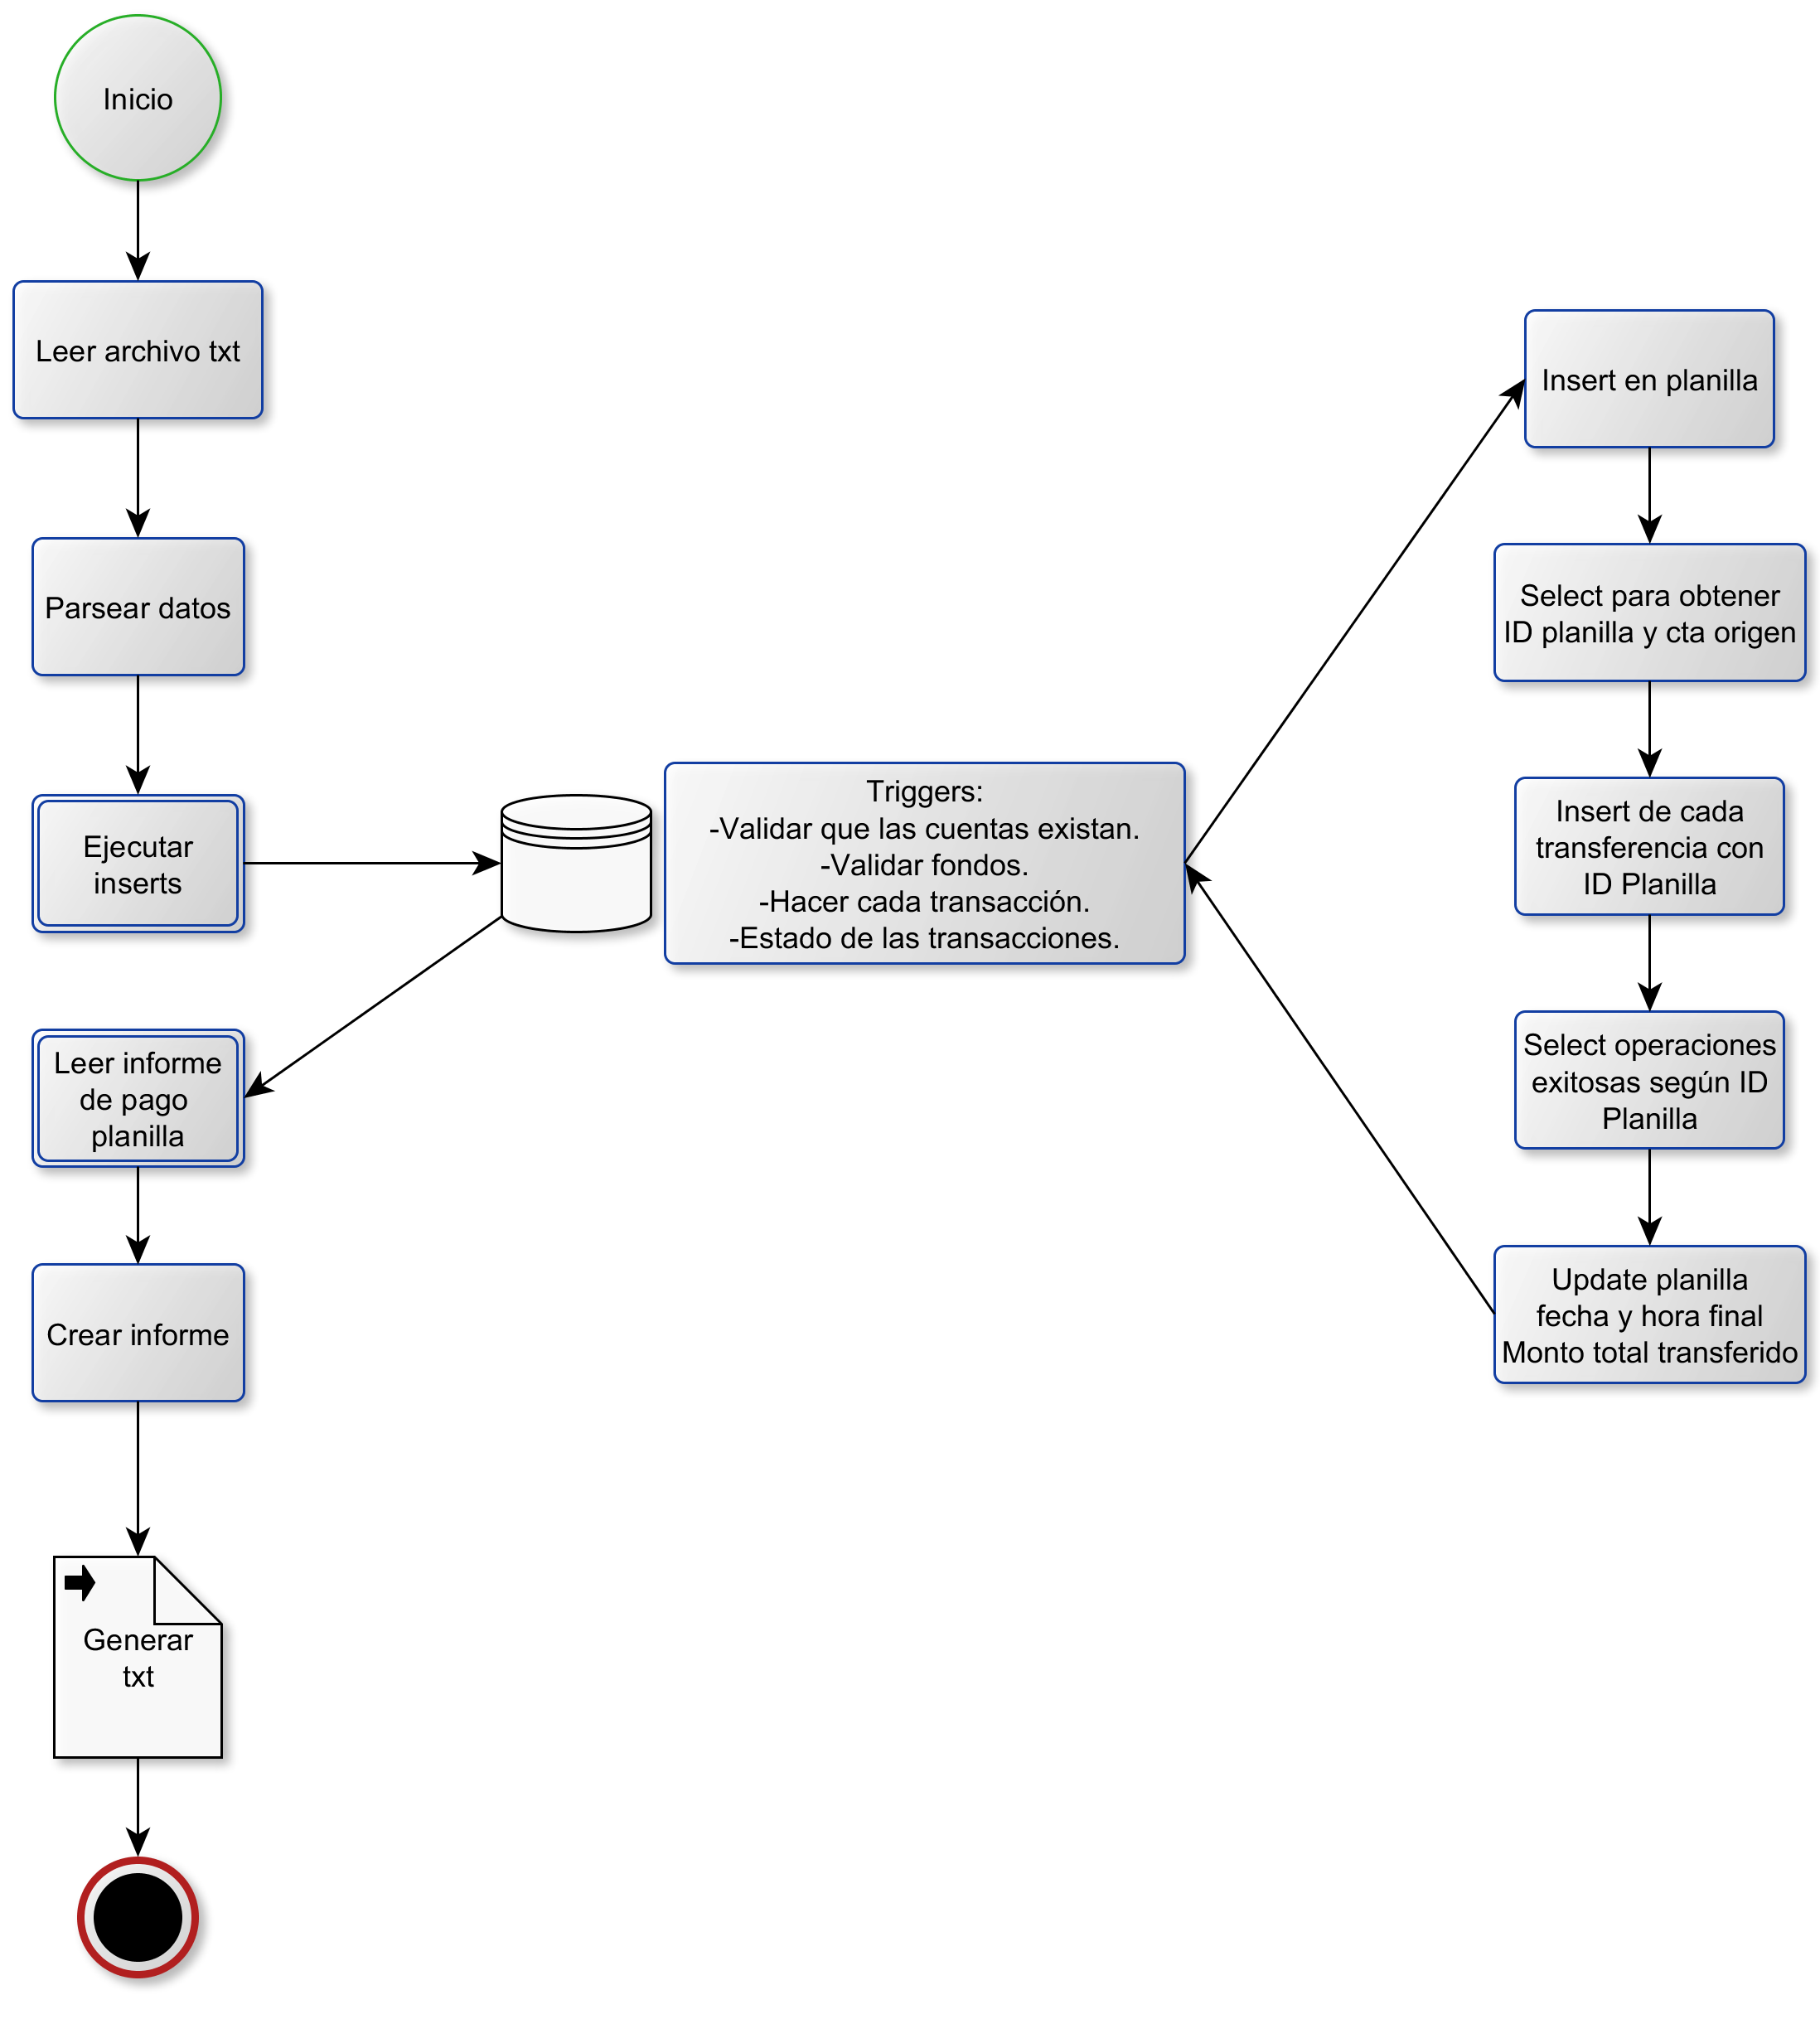 Inicio
Leer archivo txt
Parsear datos
Ejecutar
inserts
Leer informe
de pago
planilla
Crear informe
Generar
txt
Triggers:
-Validar que las cuentas existan.
-Validar fondos.
-Hacer cada transacción.
-Estado de las transacciones.
Insert en planilla
Select para obtener
ID planilla y cta origen
Insert de cada
transferencia con
ID Planilla
Select operaciones
exitosas según ID
Planilla
Update planilla
fecha y hora final
Monto total transferido